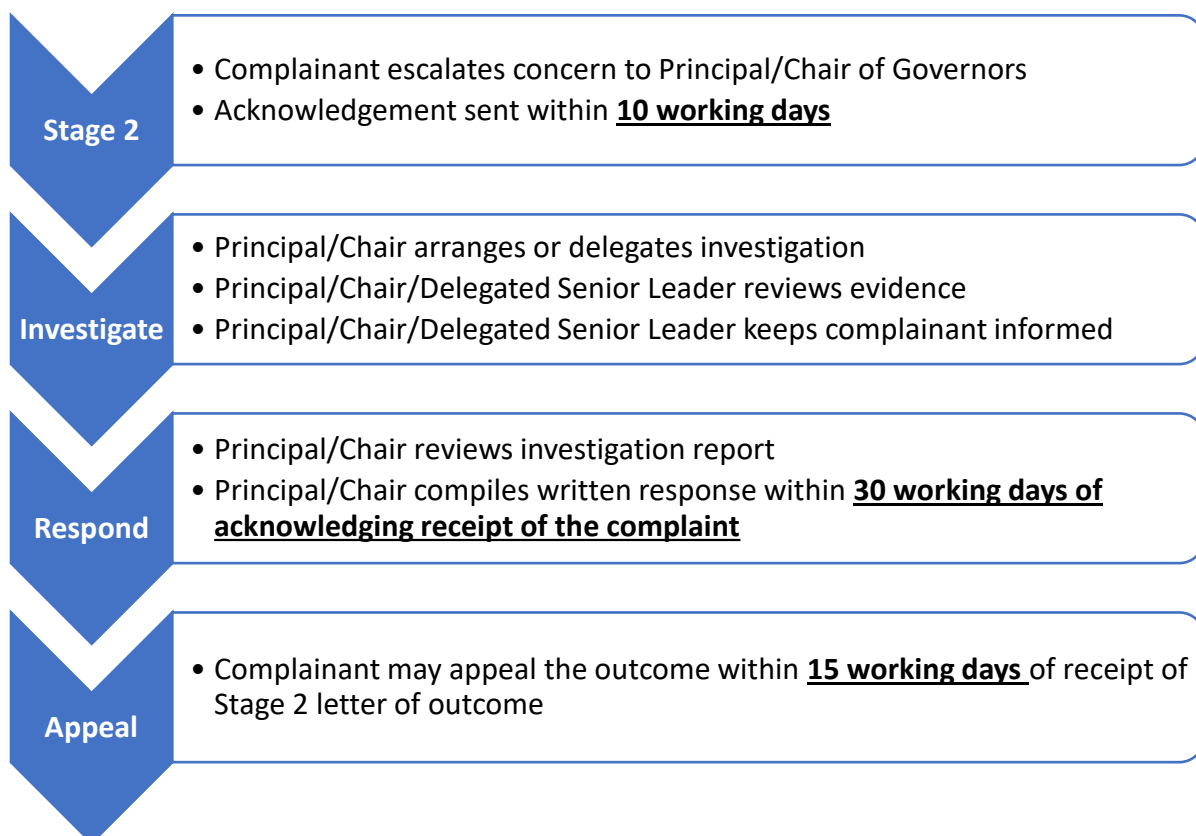 Stage 2
• Complainant escalates concern to Principal/Chair of Governors
• Acknowledgement sent within 10 working days
Investigate
• Principal/Chair arranges or delegates investigation
• Principal/Chair/Delegated Senior Leader reviews evidence
• Principal/Chair/Delegated Senior Leader keeps complainant informed
Respond
• Principal/Chair reviews investigation report
• Principal/Chair compiles written response within 30 working days of
acknowledging receipt of the complaint
Appeal
• Complainant may appeal the outcome within 15 working days of receipt of
Stage 2 letter of outcome